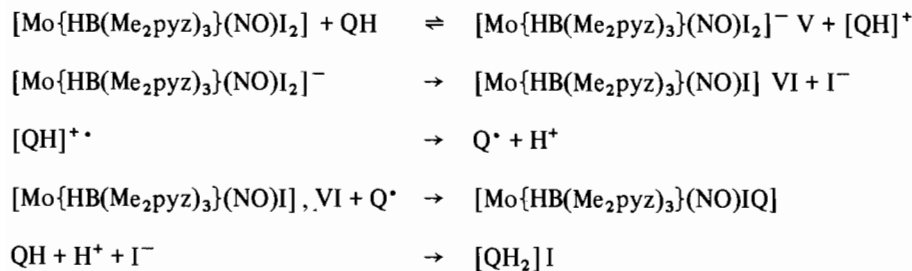 [Mo{HB(Me₂pyz)₃}(NO)I₂] + QH ⇌ [Mo{HB(Me₂pyz)₃}(NO)I₂]⁻ V + [QH]⁺
[Mo{HB(Me₂pyz)₃}(NO)I₂]⁻ → [Mo{HB(Me₂pyz)₃}(NO)I] VI + I⁻
[QH]⁺˙ → Q˙ + H⁺
[Mo{HB(Me₂pyz)₃}(NO)I], VI + Q˙ → [Mo{HB(Me₂pyz)₃}(NO)IQ]
QH + H⁺ + I⁻ → [QH₂]I